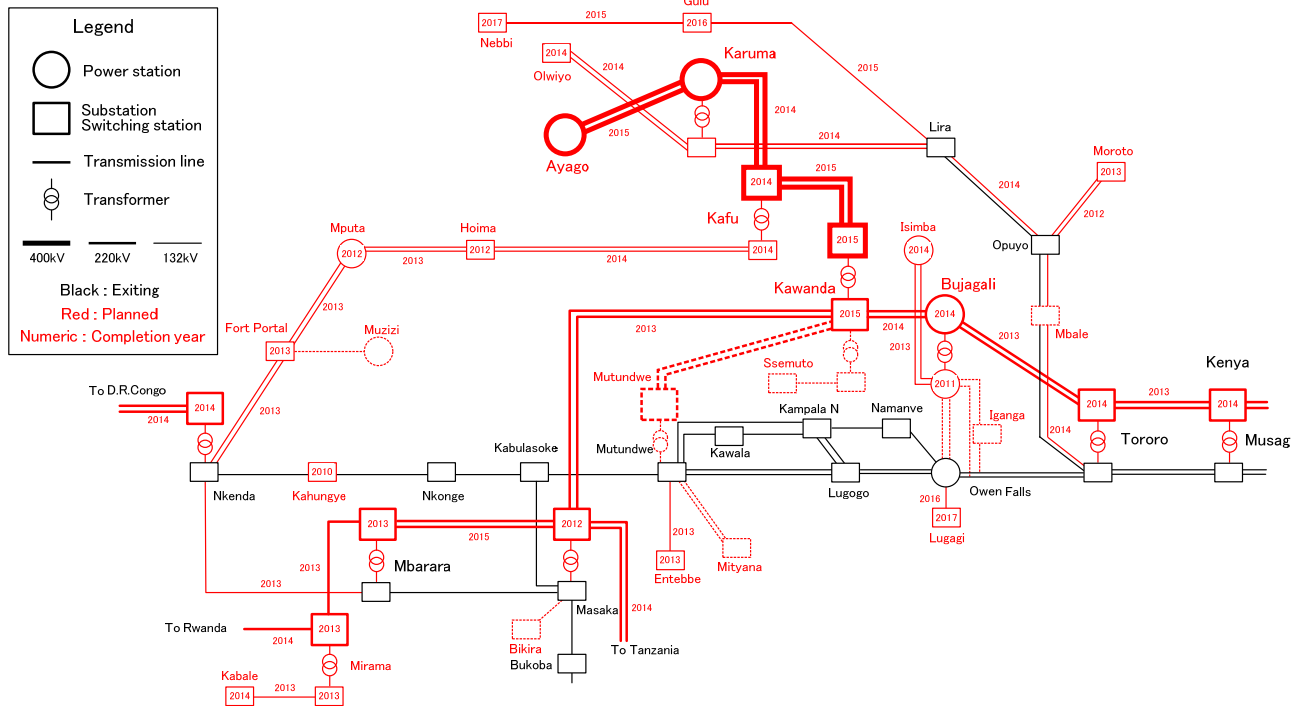 Legend
Power station
Substation
Switching station
Transmission line
Transformer
400kV
220kV
132kV
Black : Exiting
Red : Planned
Numeric : Completion year
2017
Nebbi
2015
Gulu
2016
2014
Olwiyo
2014
Karuma
2015
Ayago
2015
2014
2014
Lira
2014
Moroto
2013
2012
Opuyo
2014
Kafu
2015
2015
2014
Isimba
2014
Mputa
2012
2013
Hoima
2012
2014
Kawanda
2015
2014
Bujagali
2014
2013
2013
2013
2013
Fort Portal
2013
Muzizi
2013
Mbale
Ssemuto
Mutundwe
2011
Iganga
Kenya
2014
2013
2014
Tororo
Musag
2014
To D.R.Congo
2014
2014
Kampala N
Namanve
Kawala
Mutundwe
Kabulasoke
Nkenda
2010
Kahungye
Nkonge
Lugogo
Owen Falls
2016
2017
Lugagi
2013
2015
2012
2013
Mbarara
2013
2013
2013
Entebbe
Mityana
Masaka
2014
Bikira
To Tanzania
Bukoba
To Rwanda
2014
2013
Mirama
Kabale
2014
2013
2013